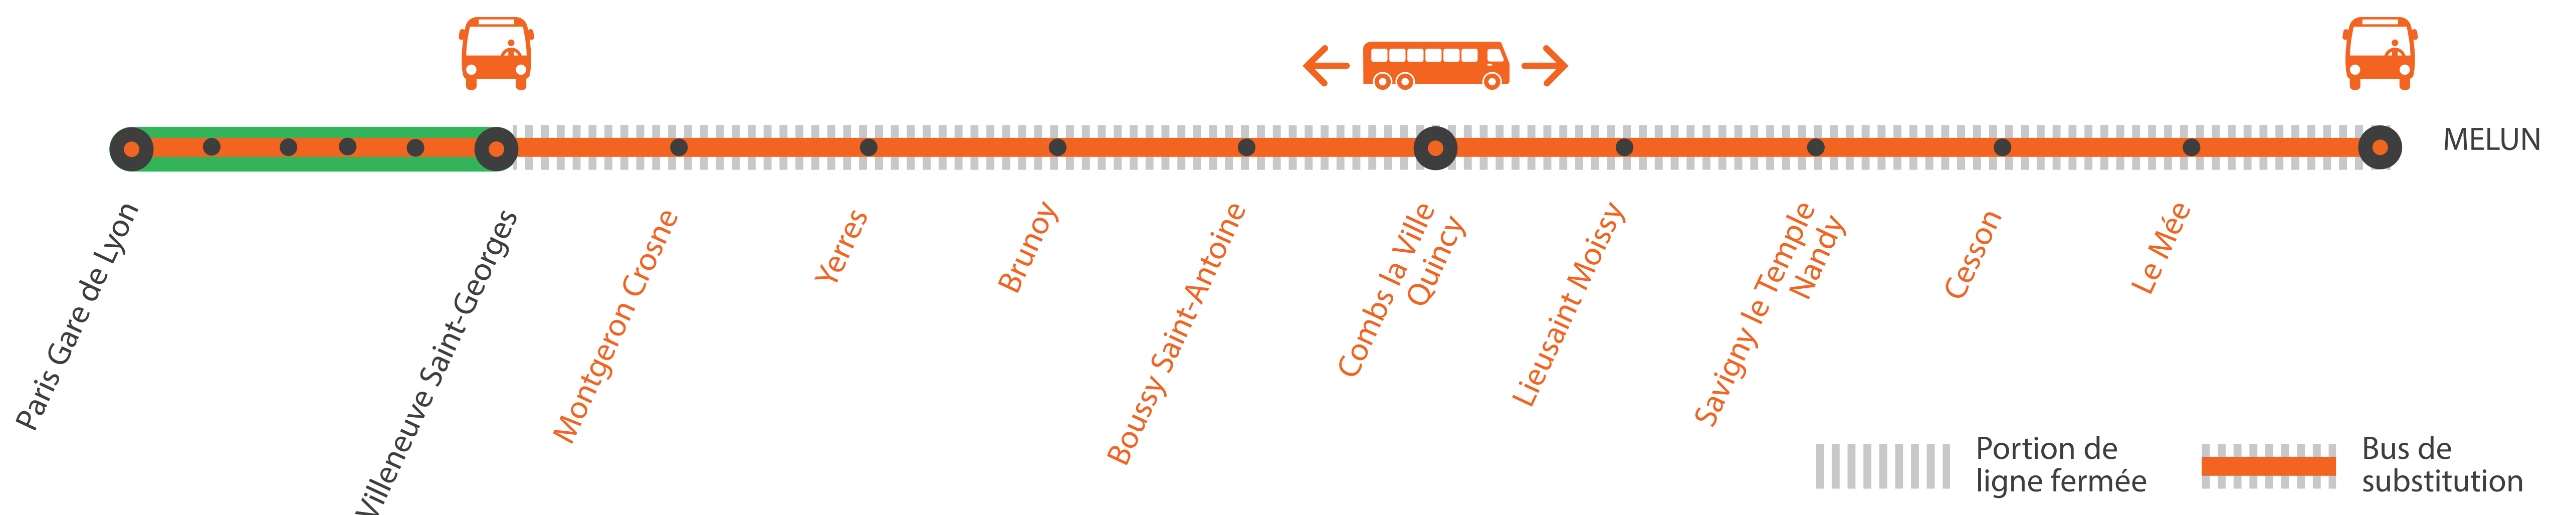 MELUN
Paris Gare de Lyon
Villeneuve Saint-Georges
Montgeron Crosne
Yerres
Brunoy
Boussy Saint-Antoine
Combs la Ville
Quincy
Lieusaint Moissy
Savigny le Temple
Nandy
Cesson
Le Mée
Portion de
ligne fermée
Bus de
substitution